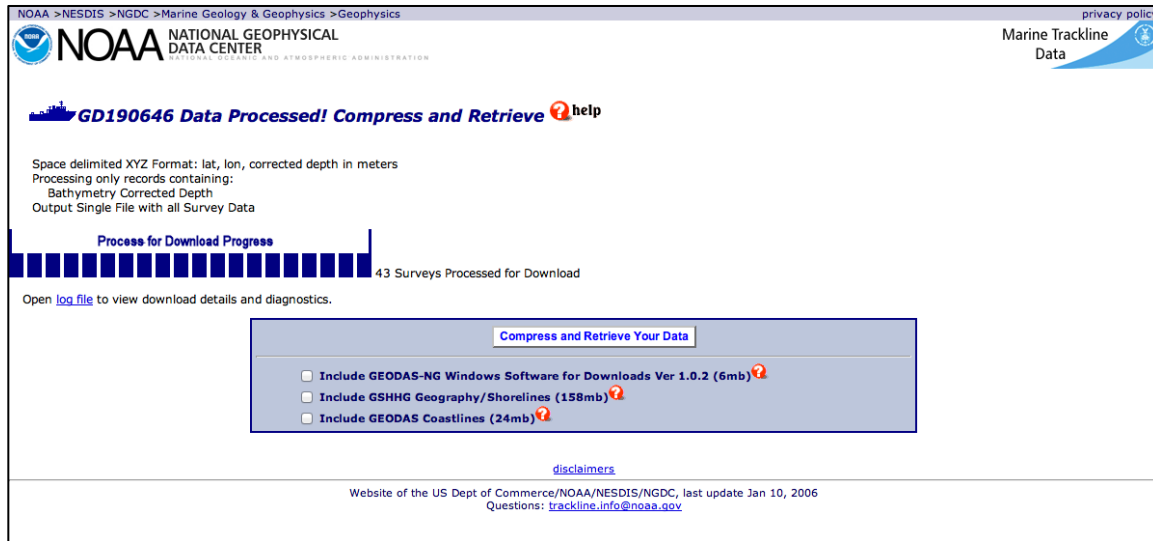 NOAA >NESDIS >NGDC >Marine Geology & Geophysics >Geophysics
privacy policy
NOAA
NATIONAL GEOPHYSICAL
DATA CENTER
NATIONAL OCEANIC AND ATMOSPHERIC ADMINISTRATION
Marine Trackline
Data
GD190646 Data Processed! Compress and Retrieve ? help
Space delimited XYZ Format: lat, lon, corrected depth in meters
Processing only records containing:
Bathymetry Corrected Depth
Output Single File with all Survey Data
Process for Download Progress
43 Surveys Processed for Download
Open log file to view download details and diagnostics.
Compress and Retrieve Your Data
Include GEODAS-NG Windows Software for Downloads Ver 1.0.2 (6mb) ?
Include GSHHG Geography/Shorelines (158mb) ?
Include GEODAS Coastlines (24mb) ?
disclaimers
Website of the US Dept of Commerce/NOAA/NESDIS/NGDC, last update Jan 10, 2006
Questions: trackline.info@noaa.gov